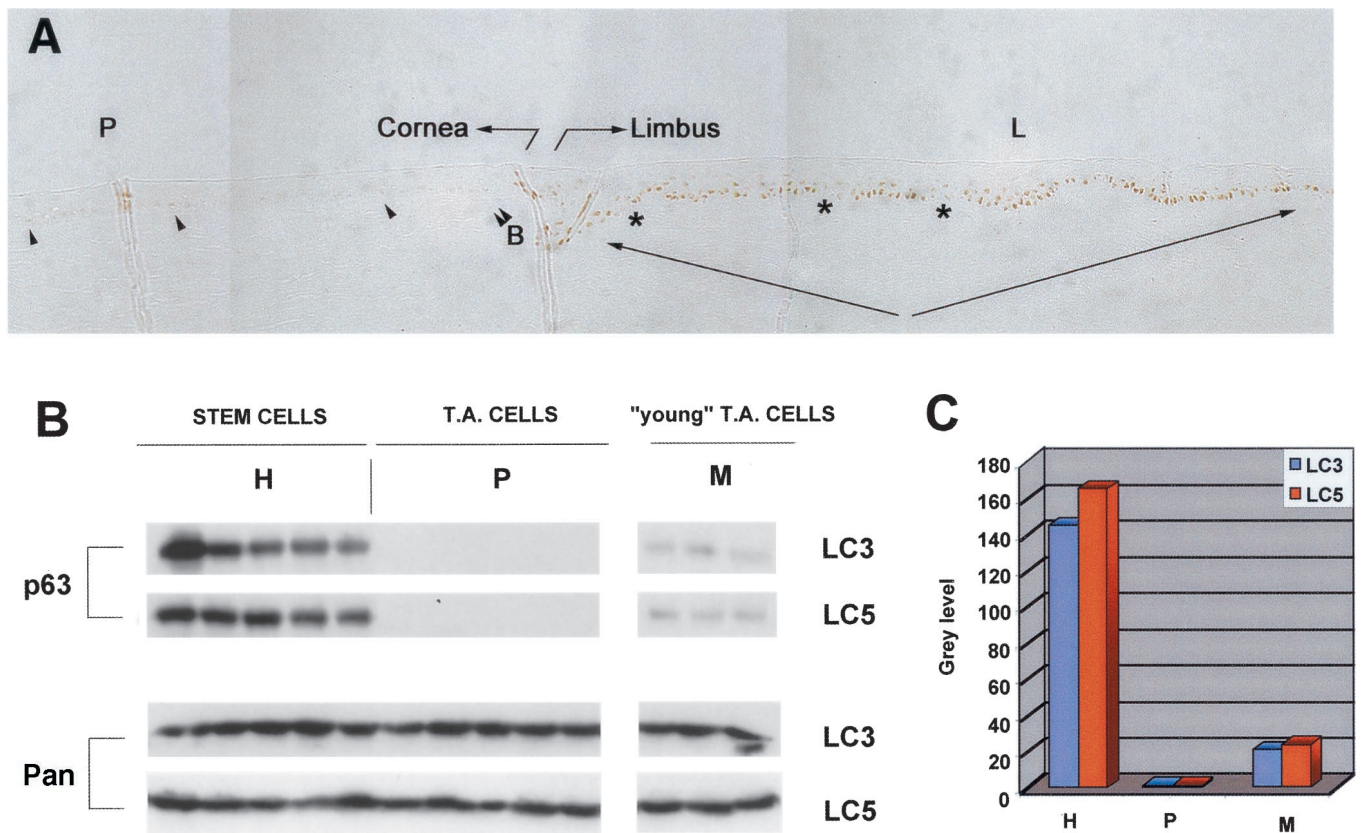 A
P
Cornea
Limbus
L
B
*
*
*
B
STEM CELLS
T.A. CELLS
"young" T.A. CELLS
H
P
M
p63
LC3
LC5
Pan
LC3
LC5
C
LC3
LC5
Grey level
180
160
140
120
100
80
60
40
20
0
H
P
M